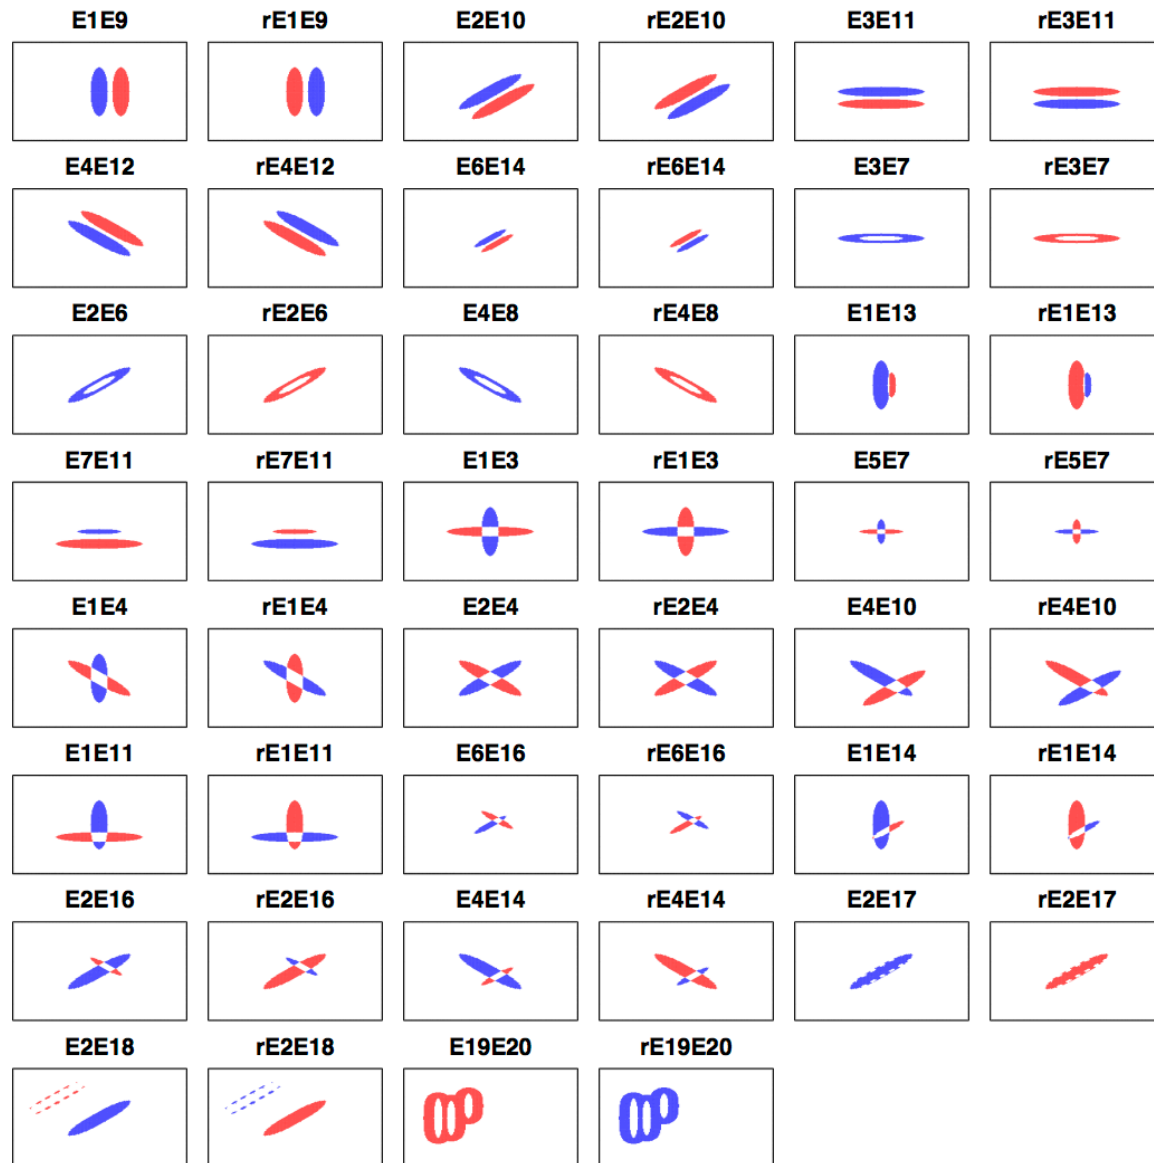 E1E9 rE1E9 E2E10 rE2E10 E3E11 rE3E11
E4E12 rE4E12 E6E14 rE6E14 E3E7 rE3E7
E2E6 rE2E6 E4E8 rE4E8 E1E13 rE1E13
E7E11 rE7E11 E1E3 rE1E3 E5E7 rE5E7
E1E4 rE1E4 E2E4 rE2E4 E4E10 rE4E10
E1E11 rE1E11 E6E16 rE6E16 E1E14 rE1E14
E2E16 rE2E16 E4E14 rE4E14 E2E17 rE2E17
E2E18 rE2E18 E19E20 rE19E20